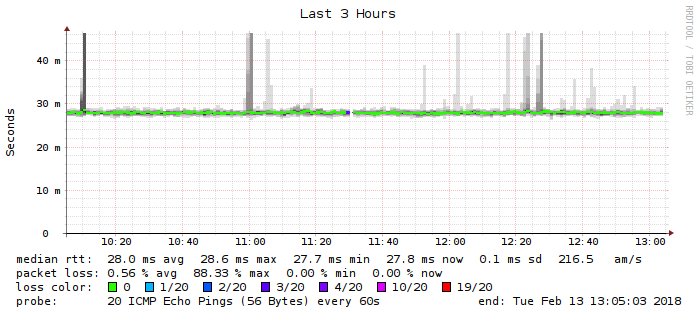 Last 3 Hours
RRDTOOL / TOBI OETIKER
Seconds
40 m
30 m
20 m
10 m
0
10:20 10:40 11:00 11:20 11:40 12:00 12:20 12:40 13:00
median rtt: 28.0 ms avg 28.6 ms max 27.7 ms min 27.8 ms now 0.1 ms sd 216.5 am/s
packet loss: 0.56 % avg 88.33 % max 0.00 % min 0.00 % now
loss color: 0 1/20 2/20 3/20 4/20 10/20 19/20
probe: 20 ICMP Echo Pings (56 Bytes) every 60s end: Tue Feb 13 13:05:03 2018